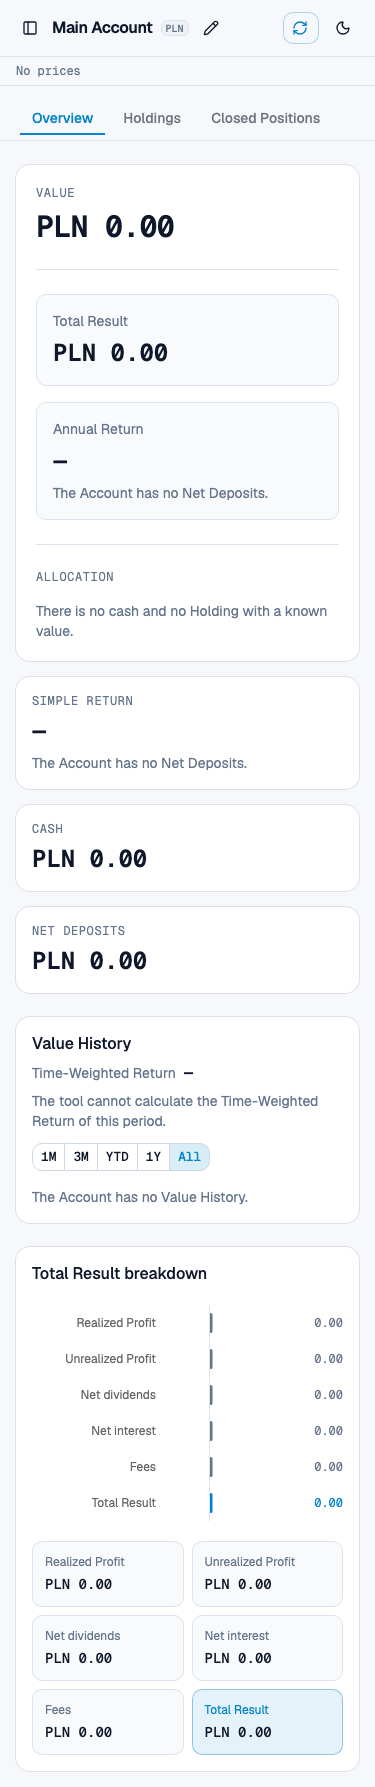 Main Account PLN
No prices
Overview Holdings Closed Positions
VALUE
PLN 0.00
Total Result
PLN 0.00
Annual Return
—
The Account has no Net Deposits.
ALLOCATION
There is no cash and no Holding with a known
value.
SIMPLE RETURN
—
The Account has no Net Deposits.
CASH
PLN 0.00
NET DEPOSITS
PLN 0.00
Value History
Time-Weighted Return —
The tool cannot calculate the Time-Weighted
Return of this period.
1M 3M YTD 1Y All
The Account has no Value History.
Total Result breakdown
Realized Profit 0.00
Unrealized Profit 0.00
Net dividends 0.00
Net interest 0.00
Fees 0.00
Total Result 0.00
Realized Profit
PLN 0.00
Unrealized Profit
PLN 0.00
Net dividends
PLN 0.00
Net interest
PLN 0.00
Fees
PLN 0.00
Total Result
PLN 0.00